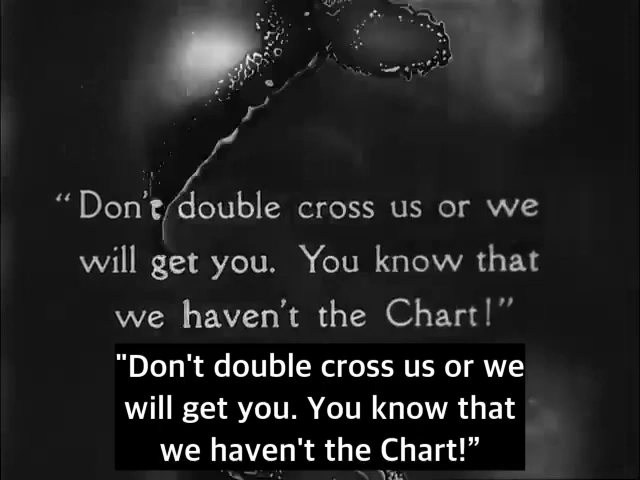 “Don't double cross us or we
will get you. You know that
we haven't the Chart!”
"Don't double cross us or we
will get you. You know that
we haven't the Chart!”